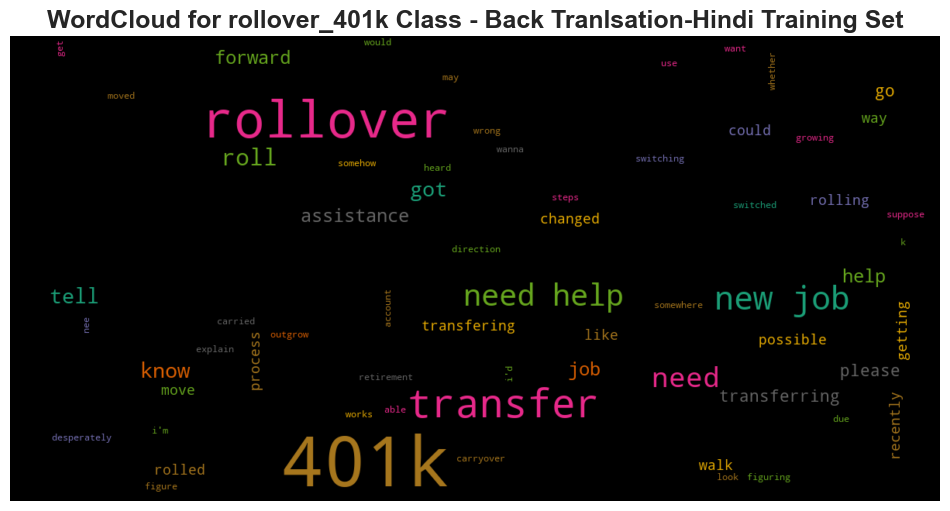 WordCloud for rollover_401k Class - Back Tranlsation-Hindi Training Set
get
would
want
forward
use
whether
may
go
moved
rollover
way
wrong
could
growing
wanna
roll
somehow
heard
switching
got
steps
rolling
switched
assistance
changed
suppose
k
direction
help
tell
need help
new job
somewhere
account
nee
carried
transfering
getting
outgrow
like
possible
explain
process
know
job
i'd
need
please
retirement
move
transferring
transfer
able
works
recently
due
i'm
desperately
401k
carryover
walk
rolled
look
figuring
figure